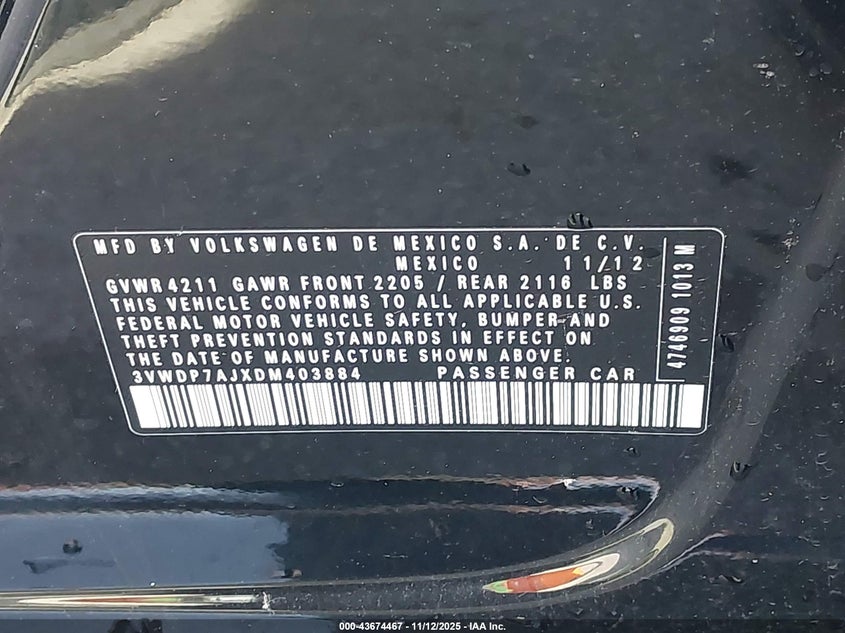 MFD BY VOLKSWAGEN DE MEXICO S.A. DE C.V.
MEXICO 11/12
GVWR 4211 GAWR FRONT 2205 / REAR 2116 LBS
THIS VEHICLE CONFORMS TO ALL APPLICABLE U.S.
FEDERAL MOTOR VEHICLE SAFETY, BUMPER AND
THEFT PREVENTION STANDARDS IN EFFECT ON
THE DATE OF MANUFACTURE SHOWN ABOVE.
3VWDP7AJXDM403884 PASSENGER CAR
4746909 1013 M
000-43674467 - 11/12/2025 - IAA Inc.